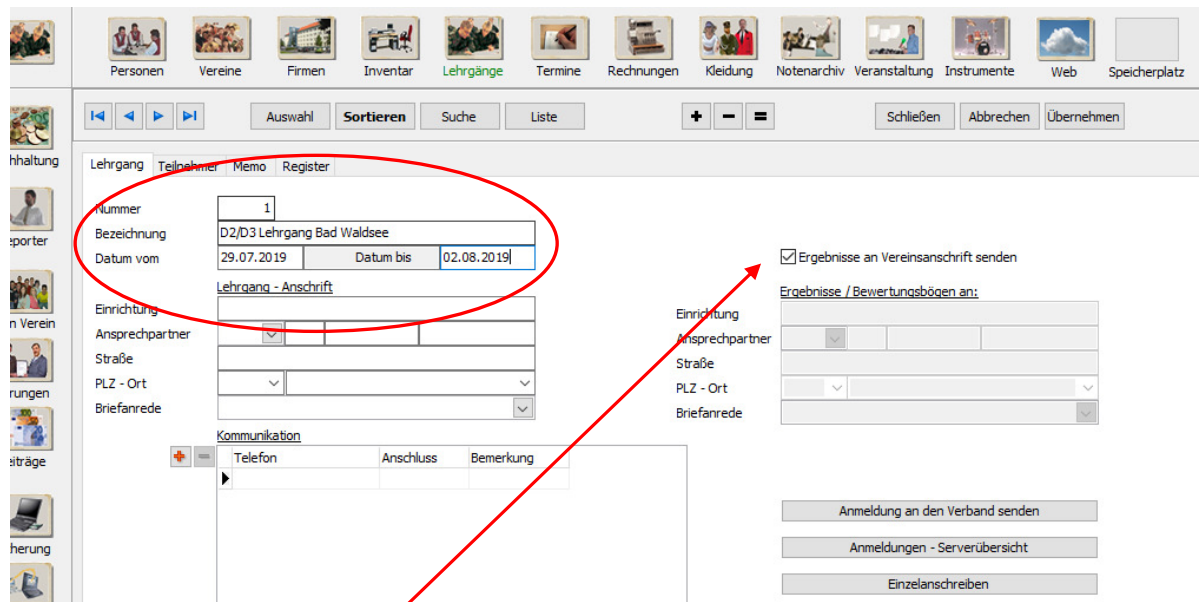 Personen Vereine Firmen Inventar Lehrgänge Termine Rechnungen Kleidung Notenarchiv Veranstaltung Instrumente Web Speicherplatz
Auswahl Sortieren Suche Liste + - = Schließen Abbrechen Übernehmen
Lehrgang Teilnehmer Memo Register
Nummer 1
Bezeichnung D2/D3 Lehrgang Bad Waldsee
Datum vom 29.07.2019 Datum bis 02.08.2019
Ergebnisse an Vereinsanschrift senden
Lehrgang - Anschrift
Ergebnisse / Bewertungsbögen an:
Einrichtung
Einrichtung
Ansprechpartner
Ansprechpartner
Straße
Straße
PLZ - Ort
PLZ - Ort
Briefanrede
Briefanrede
Kommunikation
Telefon Anschluss Bemerkung
Anmeldung an den Verband senden
Anmeldungen - Serverübersicht
Einzelanschreiben
hhaltung
eporter
n Verein
rungen
eiträge
herung